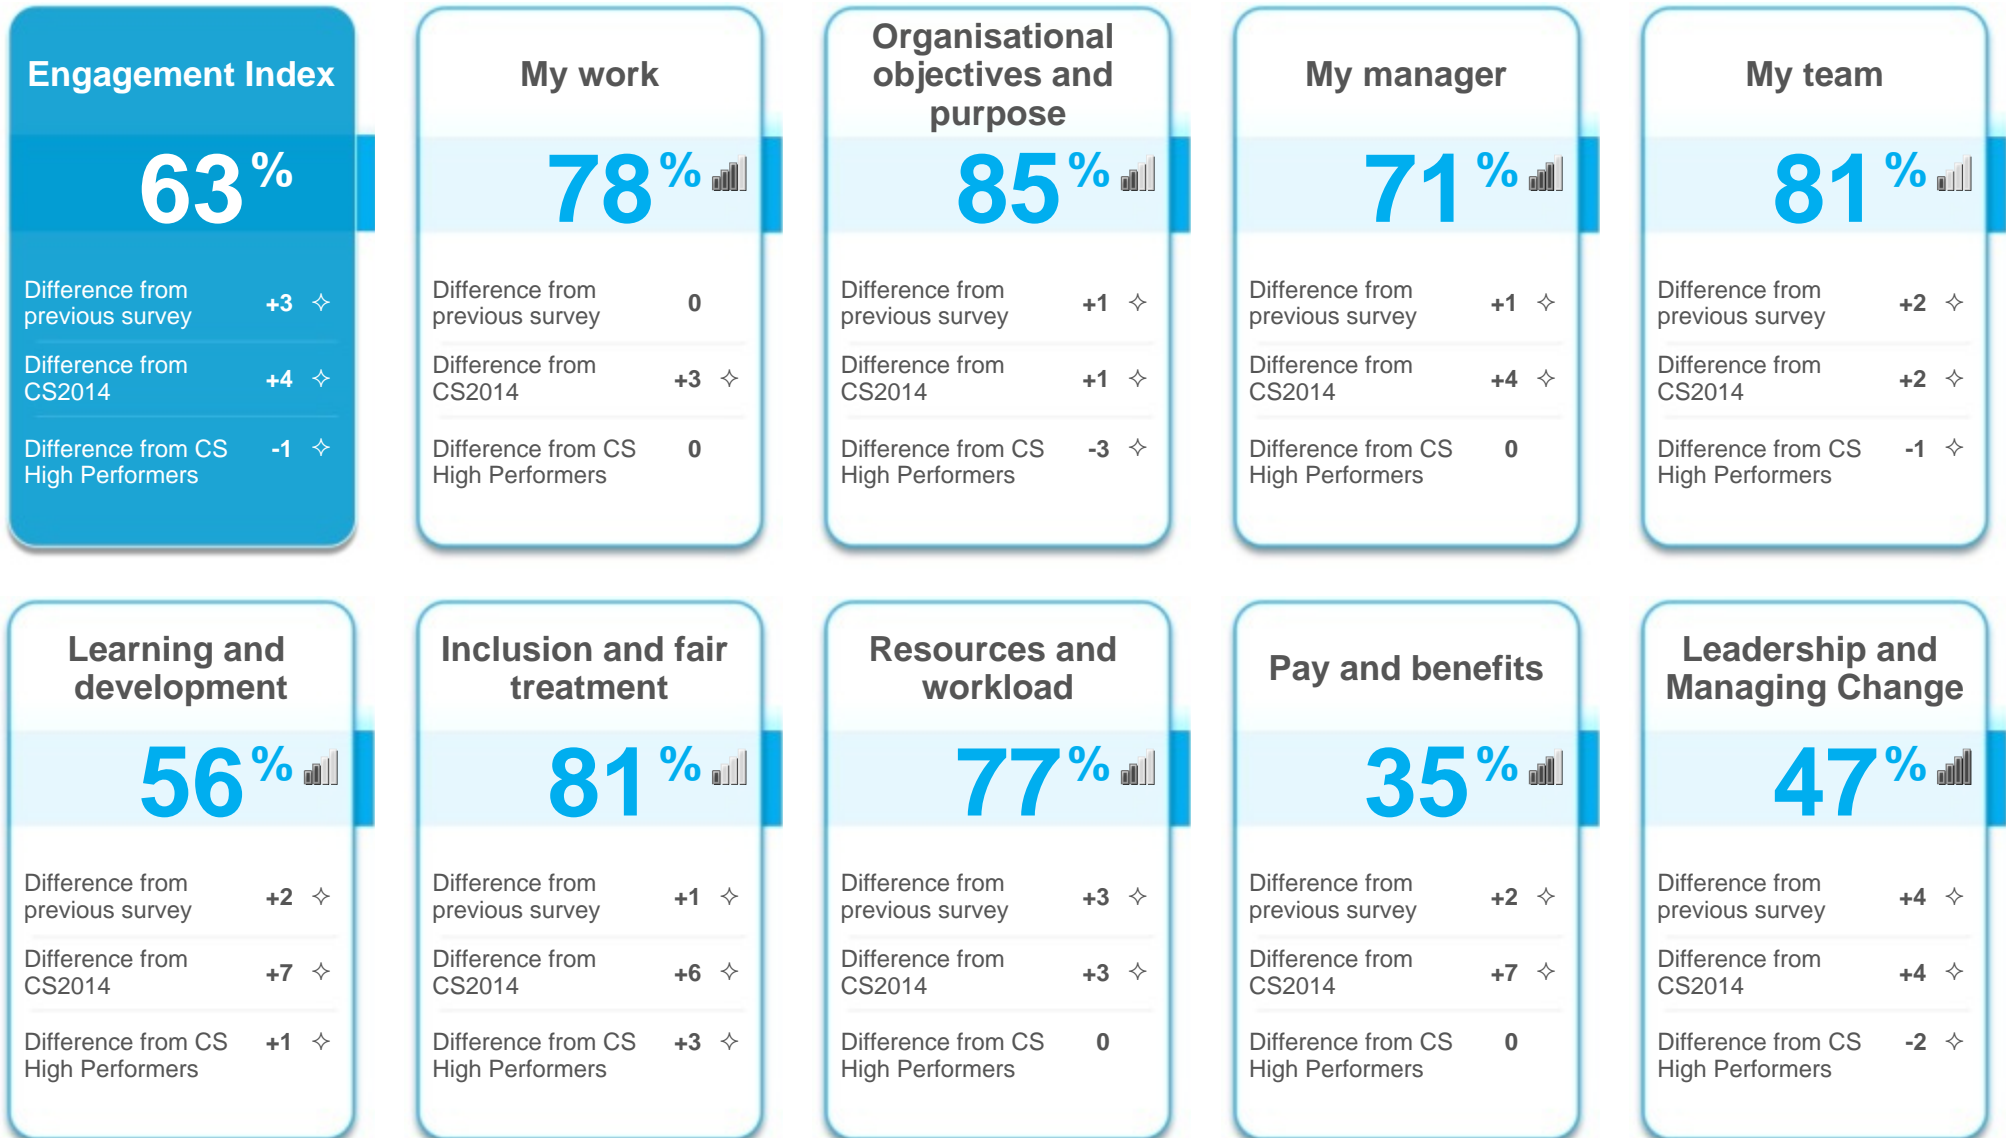 Engagement Index
63%
Difference from
previous survey
+3 ✧
Difference from
CS2014
+4 ✧
Difference from CS
High Performers
-1 ✧
My work
78%
Difference from
previous survey
0
Difference from
CS2014
+3 ✧
Difference from CS
High Performers
0
Organisational
objectives and
purpose
85%
Difference from
previous survey
+1 ✧
Difference from
CS2014
+1 ✧
Difference from CS
High Performers
-3 ✧
My manager
71%
Difference from
previous survey
+1 ✧
Difference from
CS2014
+4 ✧
Difference from CS
High Performers
0
My team
81%
Difference from
previous survey
+2 ✧
Difference from
CS2014
+2 ✧
Difference from CS
High Performers
-1 ✧
Learning and
development
56%
Difference from
previous survey
+2 ✧
Difference from
CS2014
+7 ✧
Difference from CS
High Performers
+1 ✧
Inclusion and fair
treatment
81%
Difference from
previous survey
+1 ✧
Difference from
CS2014
+6 ✧
Difference from CS
High Performers
+3 ✧
Resources and
workload
77%
Difference from
previous survey
+3 ✧
Difference from
CS2014
+3 ✧
Difference from CS
High Performers
0
Pay and benefits
35%
Difference from
previous survey
+2 ✧
Difference from
CS2014
+7 ✧
Difference from CS
High Performers
0
Leadership and
Managing Change
47%
Difference from
previous survey
+4 ✧
Difference from
CS2014
+4 ✧
Difference from CS
High Performers
-2 ✧